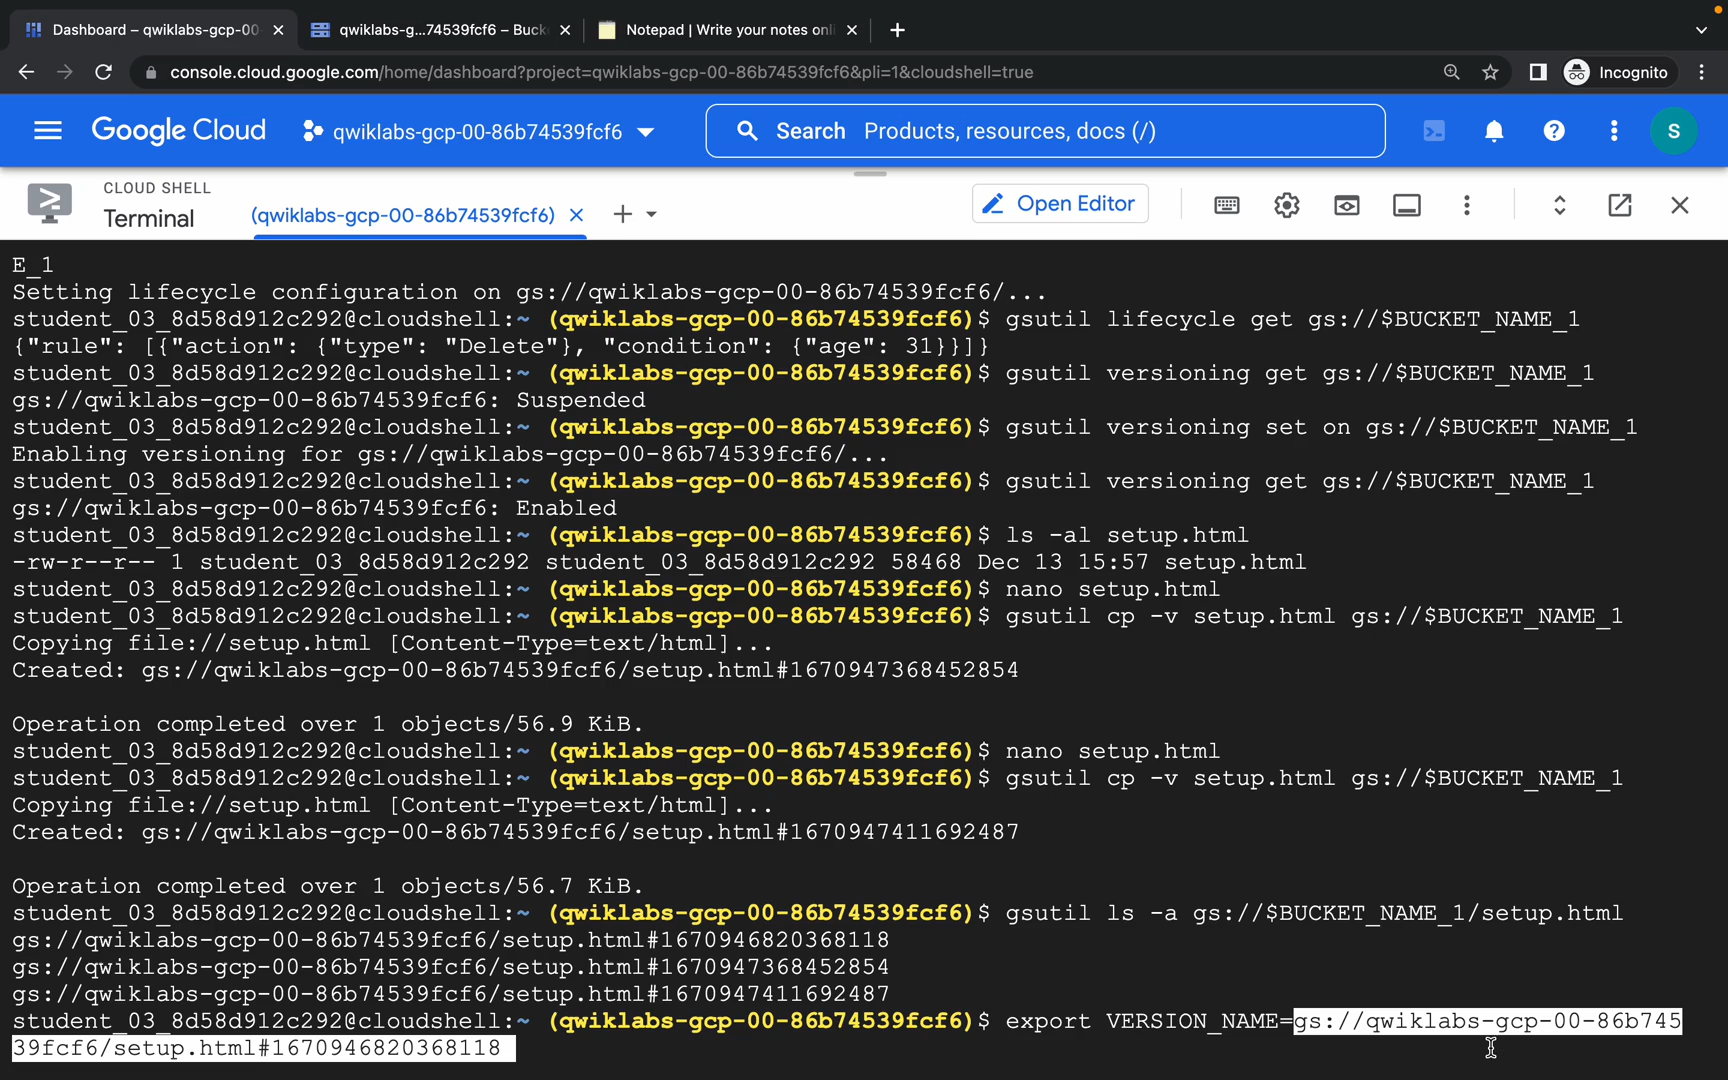 Dashboard – qwiklabs-gcp-00-
qwiklabs-g...74539fcf6 – Buck
Notepad | Write your notes onli
console.cloud.google.com/home/dashboard?project=qwiklabs-gcp-00-86b74539fcf6&pli=1&cloudshell=true
Incognito
Google Cloud
qwiklabs-gcp-00-86b74539fcf6
Search Products, resources, docs (/)
S
CLOUD SHELL
Terminal
(qwiklabs-gcp-00-86b74539fcf6)
Open Editor
E_1
Setting lifecycle configuration on gs://qwiklabs-gcp-00-86b74539fcf6/...
student_03_8d58d912c292@cloudshell:~ (qwiklabs-gcp-00-86b74539fcf6)$ gsutil lifecycle get gs://$BUCKET_NAME_1
{"rule": [{"action": {"type": "Delete"}, "condition": {"age": 31}}]}
student_03_8d58d912c292@cloudshell:~ (qwiklabs-gcp-00-86b74539fcf6)$ gsutil versioning get gs://$BUCKET_NAME_1
gs://qwiklabs-gcp-00-86b74539fcf6: Suspended
student_03_8d58d912c292@cloudshell:~ (qwiklabs-gcp-00-86b74539fcf6)$ gsutil versioning set on gs://$BUCKET_NAME_1
Enabling versioning for gs://qwiklabs-gcp-00-86b74539fcf6/...
student_03_8d58d912c292@cloudshell:~ (qwiklabs-gcp-00-86b74539fcf6)$ gsutil versioning get gs://$BUCKET_NAME_1
gs://qwiklabs-gcp-00-86b74539fcf6: Enabled
student_03_8d58d912c292@cloudshell:~ (qwiklabs-gcp-00-86b74539fcf6)$ ls -al setup.html
-rw-r--r-- 1 student_03_8d58d912c292 student_03_8d58d912c292 58468 Dec 13 15:57 setup.html
student_03_8d58d912c292@cloudshell:~ (qwiklabs-gcp-00-86b74539fcf6)$ nano setup.html
student_03_8d58d912c292@cloudshell:~ (qwiklabs-gcp-00-86b74539fcf6)$ gsutil cp -v setup.html gs://$BUCKET_NAME_1
Copying file://setup.html [Content-Type=text/html]...
Created: gs://qwiklabs-gcp-00-86b74539fcf6/setup.html#1670947368452854
Operation completed over 1 objects/56.9 KiB.
student_03_8d58d912c292@cloudshell:~ (qwiklabs-gcp-00-86b74539fcf6)$ nano setup.html
student_03_8d58d912c292@cloudshell:~ (qwiklabs-gcp-00-86b74539fcf6)$ gsutil cp -v setup.html gs://$BUCKET_NAME_1
Copying file://setup.html [Content-Type=text/html]...
Created: gs://qwiklabs-gcp-00-86b74539fcf6/setup.html#1670947411692487
Operation completed over 1 objects/56.7 KiB.
student_03_8d58d912c292@cloudshell:~ (qwiklabs-gcp-00-86b74539fcf6)$ gsutil ls -a gs://$BUCKET_NAME_1/setup.html
gs://qwiklabs-gcp-00-86b74539fcf6/setup.html#1670946820368118
gs://qwiklabs-gcp-00-86b74539fcf6/setup.html#1670947368452854
gs://qwiklabs-gcp-00-86b74539fcf6/setup.html#1670947411692487
student_03_8d58d912c292@cloudshell:~ (qwiklabs-gcp-00-86b74539fcf6)$ export VERSION_NAME=gs://qwiklabs-gcp-00-86b745
39fcf6/setup.html#1670946820368118